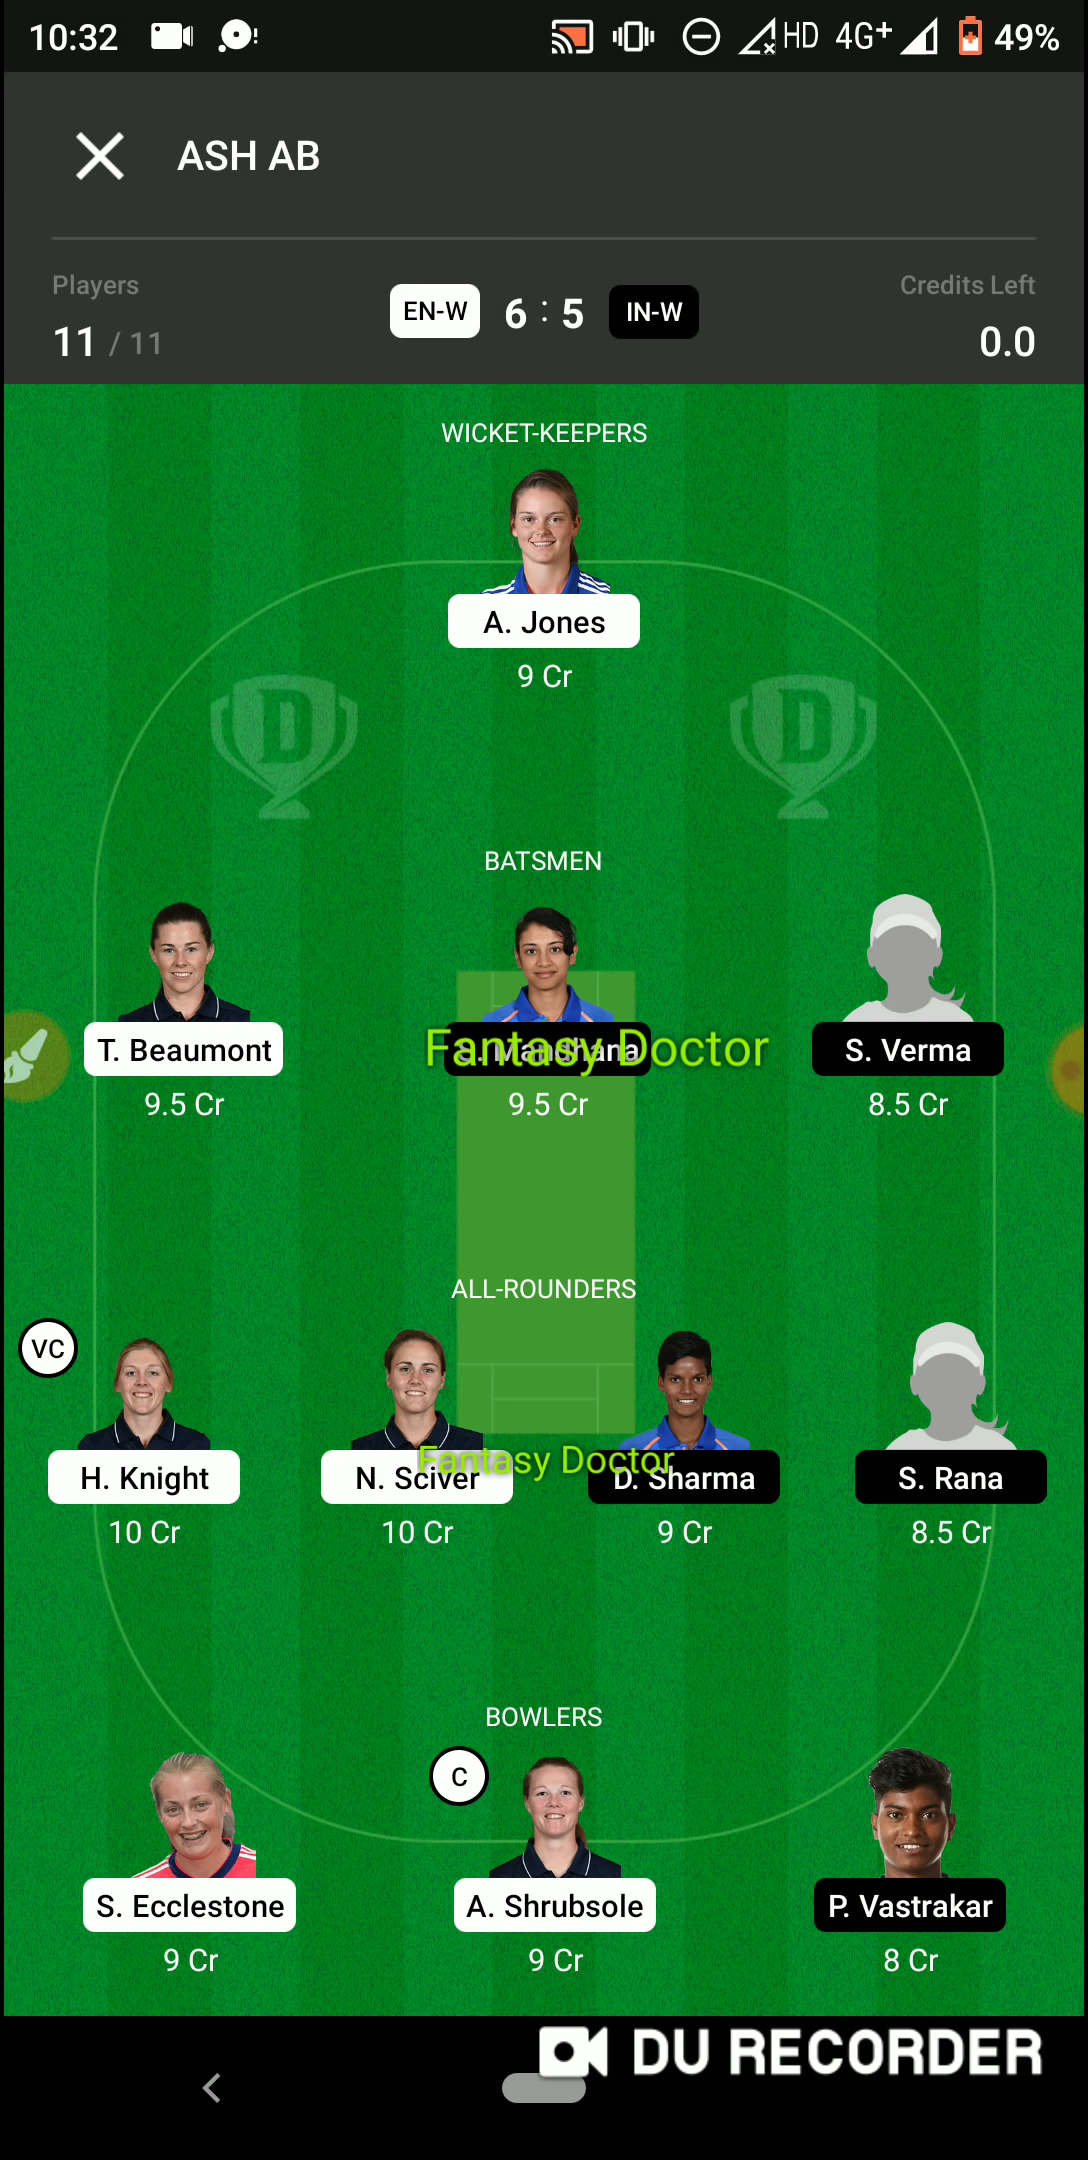 10:32 HD 4G+ 49%
ASH AB
Players Credits Left
11 / 11 EN-W 6 : 5 IN-W 0.0
WICKET-KEEPERS
A. Jones
9 Cr
BATSMEN
T. Beaumont S. Mandhana S. Verma
Fantasy Doctor
9.5 Cr 9.5 Cr 8.5 Cr
ALL-ROUNDERS
VC
Fantasy Doctor
H. Knight N. Sciver D. Sharma S. Rana
10 Cr 10 Cr 9 Cr 8.5 Cr
BOWLERS
C
S. Ecclestone A. Shrubsole P. Vastrakar
9 Cr 9 Cr 8 Cr
DU RECORDER